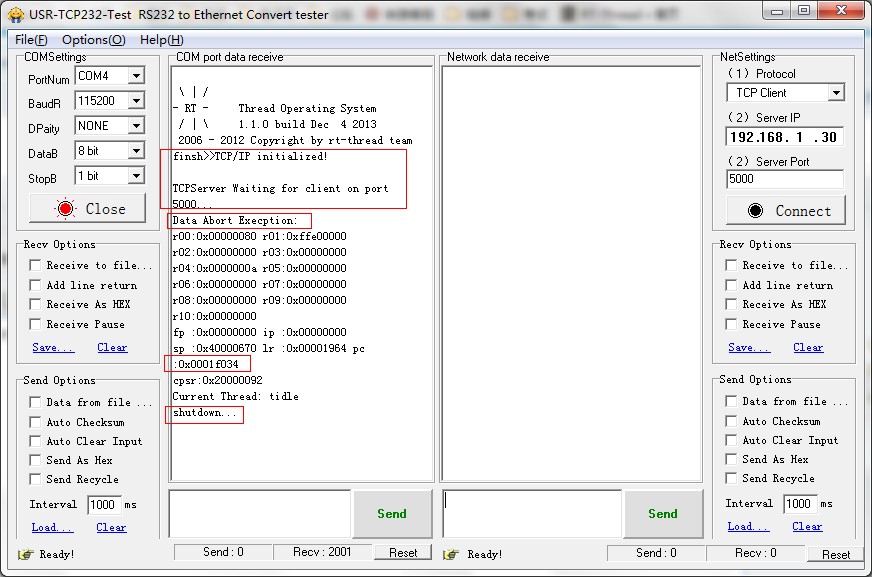 USR-TCP232-Test RS232 to Ethernet Convert tester
File(F) Options(O) Help(H)
COMSettings
PortNum COM4
BaudR 115200
DPaity NONE
DataB 8 bit
StopB 1 bit
Close
Recv Options
Receive to file...
Add line return
Receive As HEX
Receive Pause
Save... Clear
Send Options
Data from file ...
Auto Checksum
Auto Clear Input
Send As Hex
Send Recycle
Interval 1000 ms
Load... Clear
Ready!
COM port data receive
\ | /
- RT - Thread Operating System
/ | \ 1.1.0 build Dec 4 2013
2006 - 2012 Copyright by rt-thread team
finsh>>TCP/IP initialized!
TCPServer Waiting for client on port
5000...
Data Abort Execption:
r00:0x00000080 r01:0xffe00000
r02:0x00000000 r03:0x00000000
r04:0x0000000a r05:0x00000000
r06:0x00000000 r07:0x00000000
r08:0x00000000 r09:0x00000000
r10:0x00000000
fp :0x00000000 ip :0x00000000
sp :0x40000670 lr :0x00001964 pc
:0x0001f034
cpsr:0x20000092
Current Thread: tidle
shutdown...
Send
Send : 0 Recv : 2001 Reset
Network data receive
Send
Ready! Send : 0 Recv : 0 Reset
NetSettings
(1) Protocol
TCP Client
(2) Server IP
192.168. 1 .30
(2) Server Port
5000
Connect
Recv Options
Receive to file...
Add line return
Receive As HEX
Receive Pause
Save... Clear
Send Options
Data from file ...
Auto Checksum
Auto Clear Input
Send As Hex
Send Recycle
Interval 1000 ms
Load... Clear